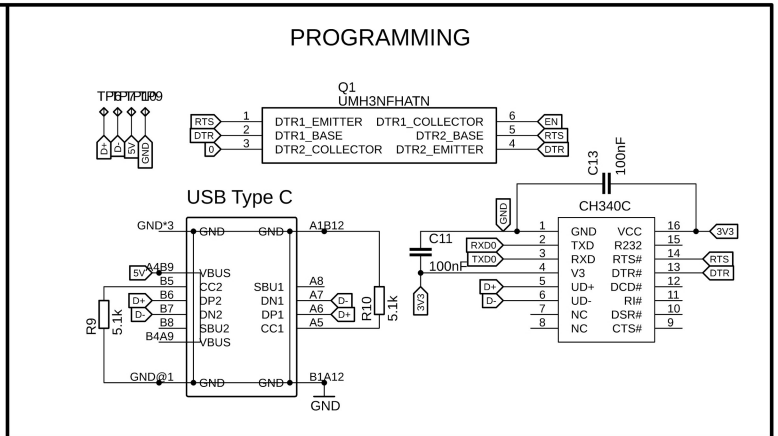 PROGRAMMING
D+
D-
5V
GND
Q1
UMH3NFHATN
RTS 1 DTR1_EMITTER DTR1_COLLECTOR 6 EN
DTR 2 DTR1_BASE DTR2_BASE 5 RTS
0 3 DTR2_COLLECTOR DTR2_EMITTER 4 DTR
USB Type C
GND*3 GND GND A1B12
5V A4B9 VBUS
B5 CC2 SBU1 A8
D+ B6 DP2 DN1 A7 D-
D- B7 DN2 DP1 A6 D+
B8 SBU2 CC1 A5
B4A9 VBUS
GND@1 GND GND B1A12
GND
R9
5.1k
R10
5.1k
C13
100nF
CH340C
GND
C11
100nF
3V3
1 GND VCC 16 3V3
RXD0 2 TXD R232 15
TXD0 3 RXD RTS# 14 RTS
4 V3 DTR# 13 DTR
D+ 5 UD+ DCD# 12
D- 6 UD- RI# 11
7 NC DSR# 10
8 NC CTS# 9